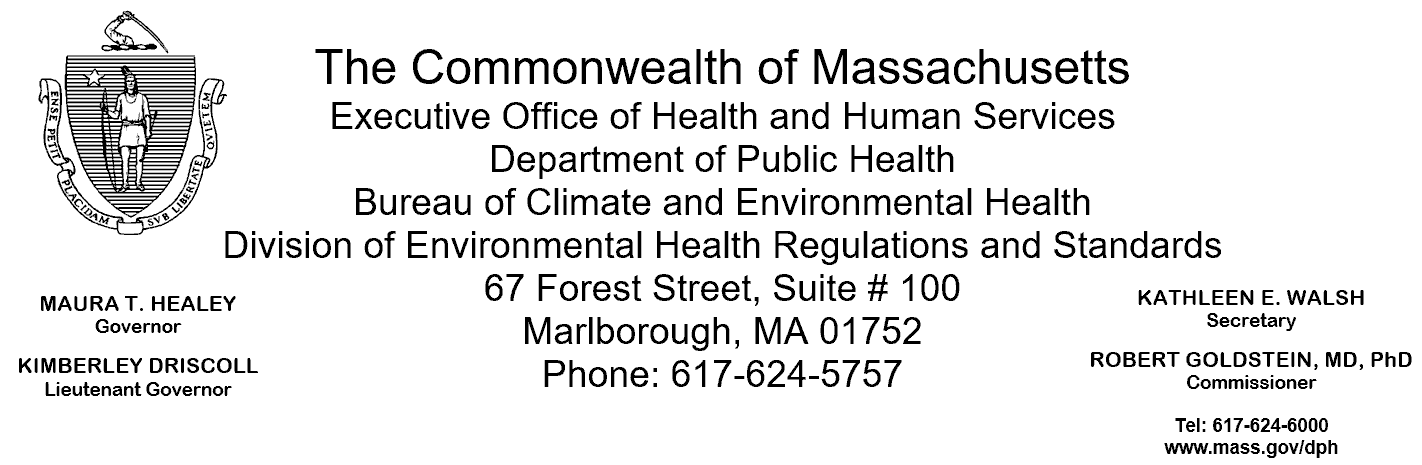 ENSE PETIT PLACIDAM SVB LIBERTATE QVIETEM
The Commonwealth of Massachusetts
Executive Office of Health and Human Services
Department of Public Health
Bureau of Climate and Environmental Health
Division of Environmental Health Regulations and Standards
67 Forest Street, Suite # 100
Marlborough, MA 01752
Phone: 617-624-5757
MAURA T. HEALEY
Governor
KIMBERLEY DRISCOLL
Lieutenant Governor
KATHLEEN E. WALSH
Secretary
ROBERT GOLDSTEIN, MD, PhD
Commissioner
Tel: 617-624-6000
www.mass.gov/dph